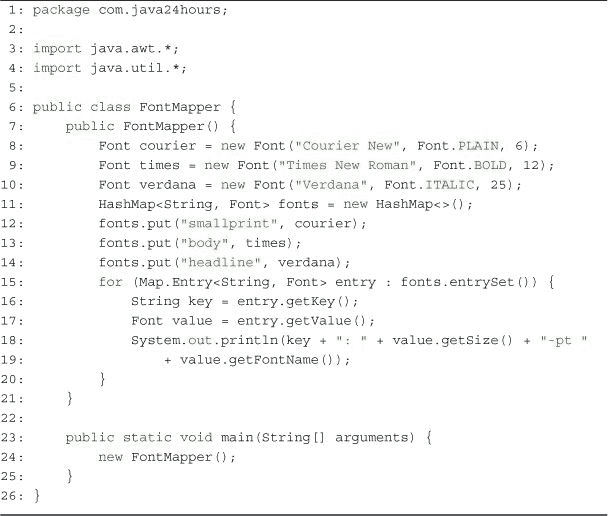 1: package com.java24hours;
2:
3: import java.awt.*;
4: import java.util.*;
5:
6: public class FontMapper {
7:     public FontMapper() {
8:         Font courier = new Font("Courier New", Font.PLAIN, 6);
9:         Font times = new Font("Times New Roman", Font.BOLD, 12);
10:         Font verdana = new Font("Verdana", Font.ITALIC, 25);
11:         HashMap<String, Font> fonts = new HashMap<>();
12:         fonts.put("smallprint", courier);
13:         fonts.put("body", times);
14:         fonts.put("headline", verdana);
15:         for (Map.Entry<String, Font> entry : fonts.entrySet()) {
16:             String key = entry.getKey();
17:             Font value = entry.getValue();
18:             System.out.println(key + ": " + value.getSize() + "-pt "
19:                 + value.getFontName());
20:         }
21:     }
22:
23:     public static void main(String[] arguments) {
24:         new FontMapper();
25:     }
26: }